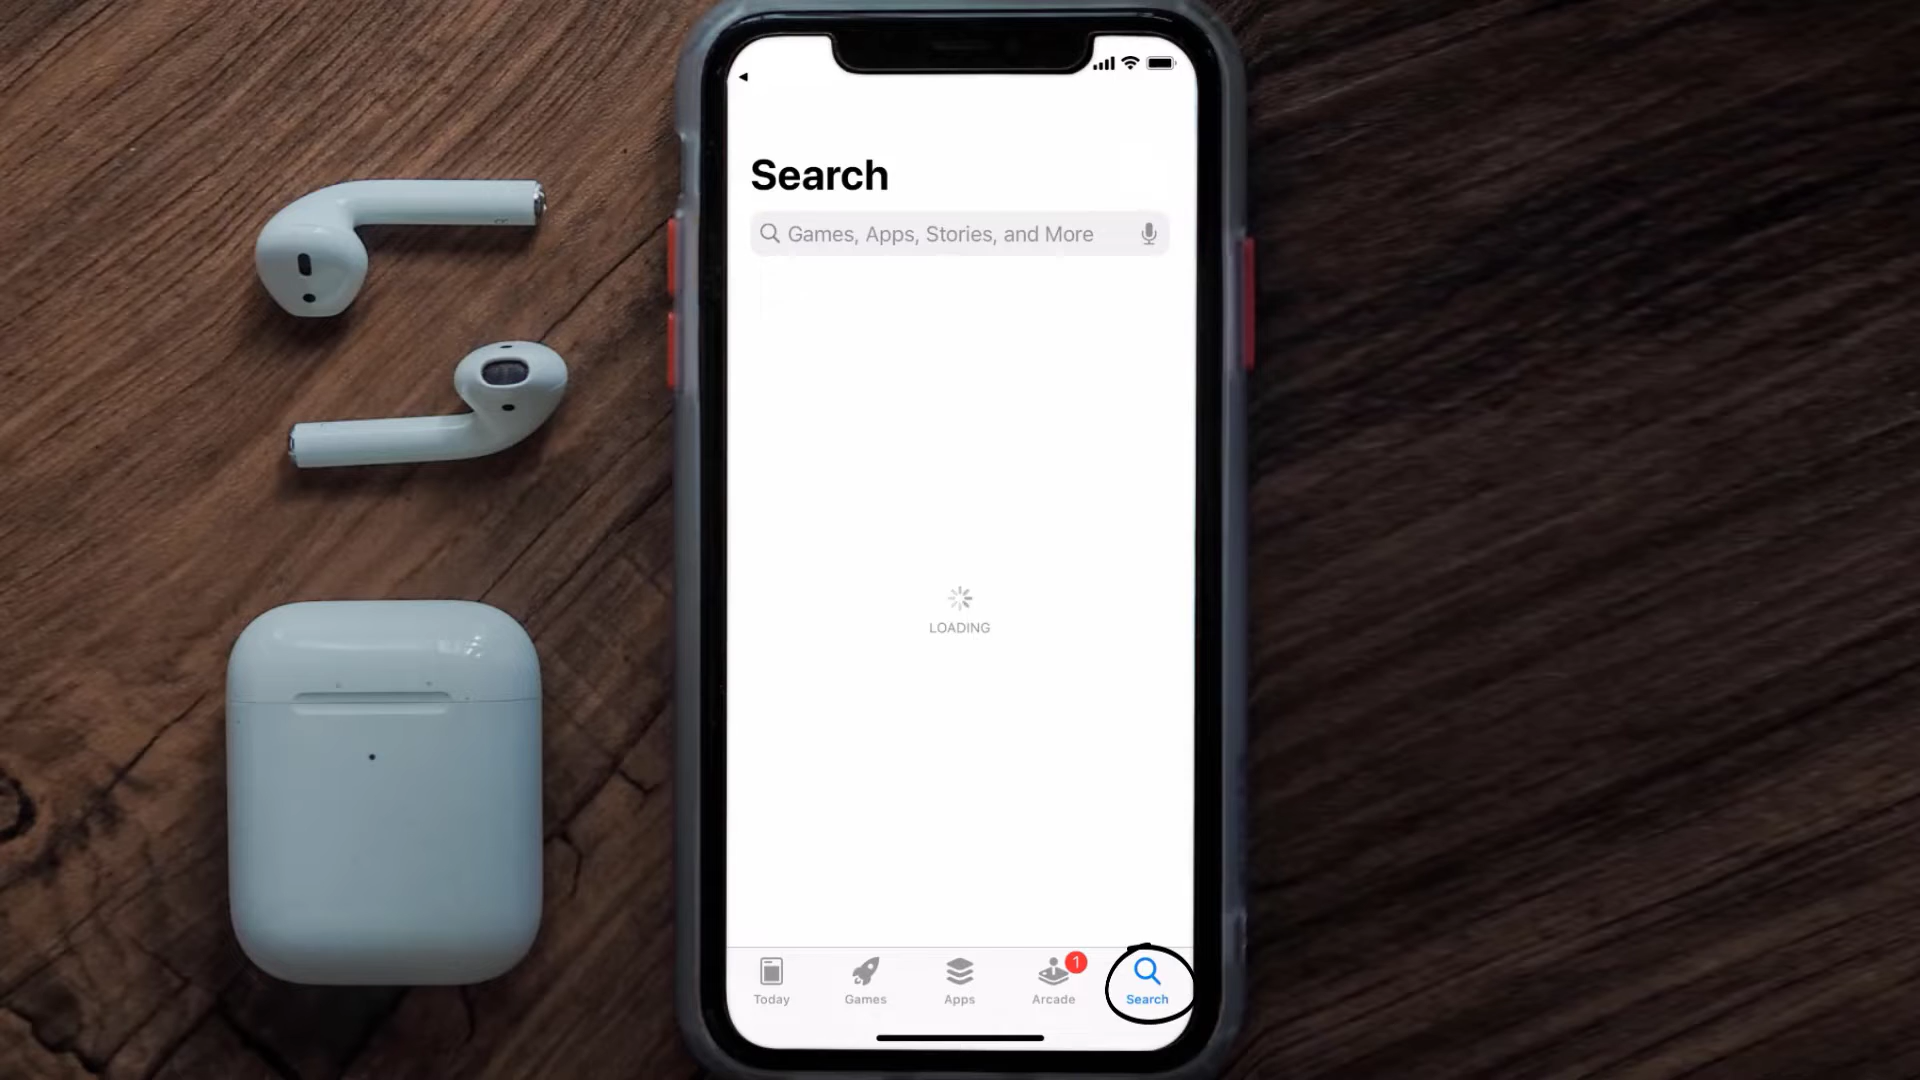 Search
Games, Apps, Stories, and More
LOADING
1
Today
Games
Apps
Arcade
Search